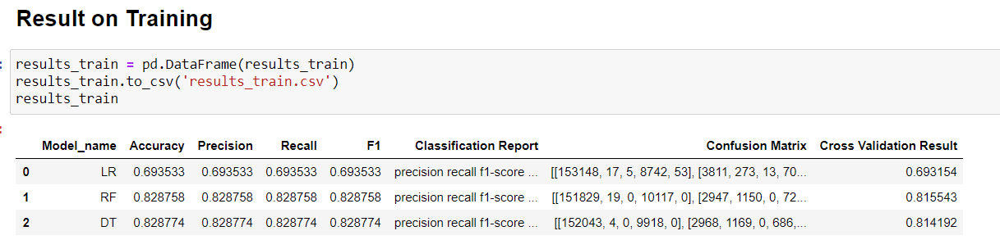 Result on Training
results_train = pd.DataFrame(results_train)
results_train.to_csv('results_train.csv')
results_train
Model_name Accuracy Precision Recall F1 Classification Report Confusion Matrix Cross Validation Result
0 LR 0.693533 0.693533 0.693533 0.693533 precision recall f1-score ... [[153148, 17, 5, 8742, 53], [3811, 273, 13, 70... 0.693154
1 RF 0.828758 0.828758 0.828758 0.828758 precision recall f1-score ... [[151829, 19, 0, 10117, 0], [2947, 1150, 0, 72... 0.815543
2 DT 0.828774 0.828774 0.828774 0.828774 precision recall f1-score ... [[152043, 4, 0, 9918, 0], [2968, 1169, 0, 686,... 0.814192